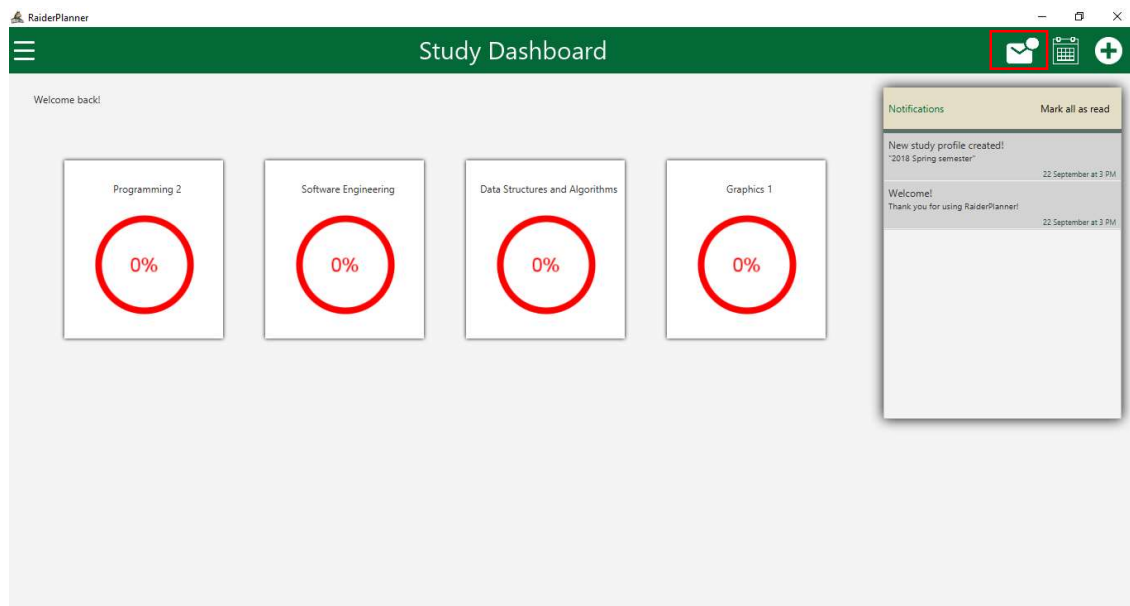 RaiderPlanner
Study Dashboard
Welcome back!
Programming 2
0%
Software Engineering
0%
Data Structures and Algorithms
0%
Graphics 1
0%
Notifications Mark all as read
New study profile created!
"2018 Spring semester"
22 September at 3 PM
Welcome!
Thank you for using RaiderPlanner!
22 September at 3 PM